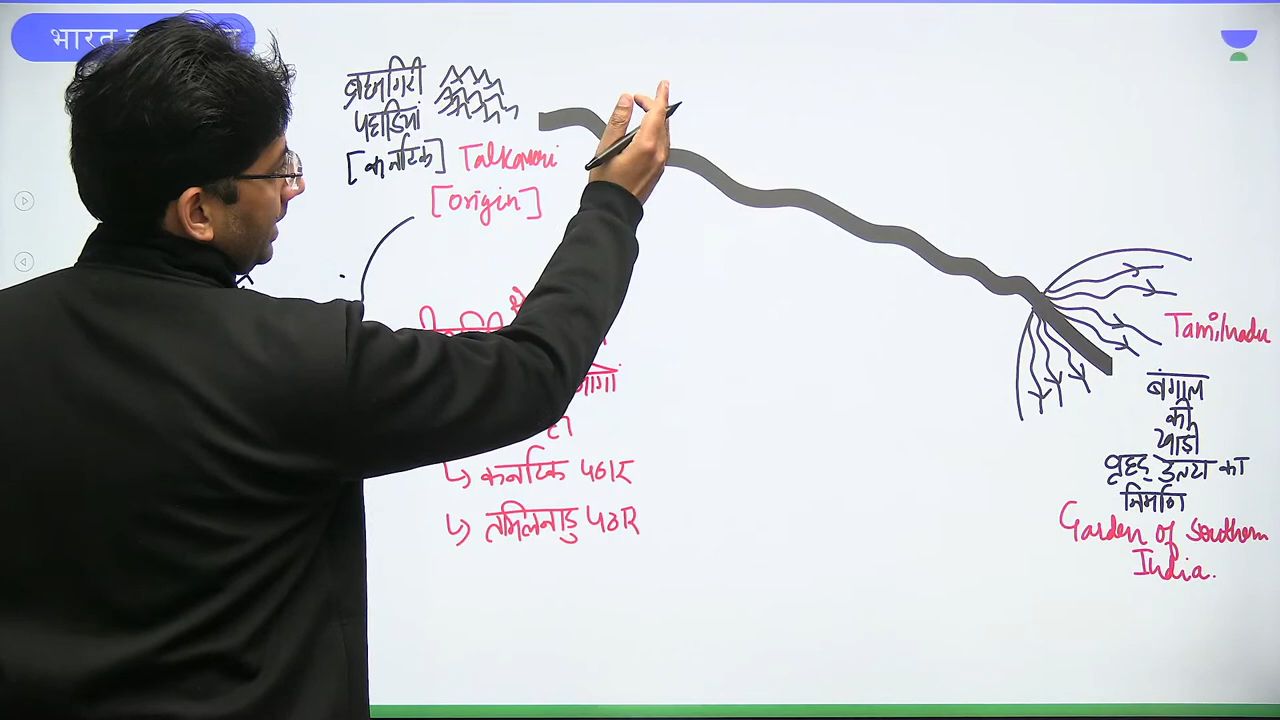 भारत
ब्रह्मगिरी
पहाडियां
[कर्नाटक]
Talkaveri
[origin]
कर्नाटक पठार
तमिलनाडु पठार
Tamilnadu
बंगाल
की
खाड़ी
वृहद् डेल्टा का
निर्माण
Garden of Southern
India.